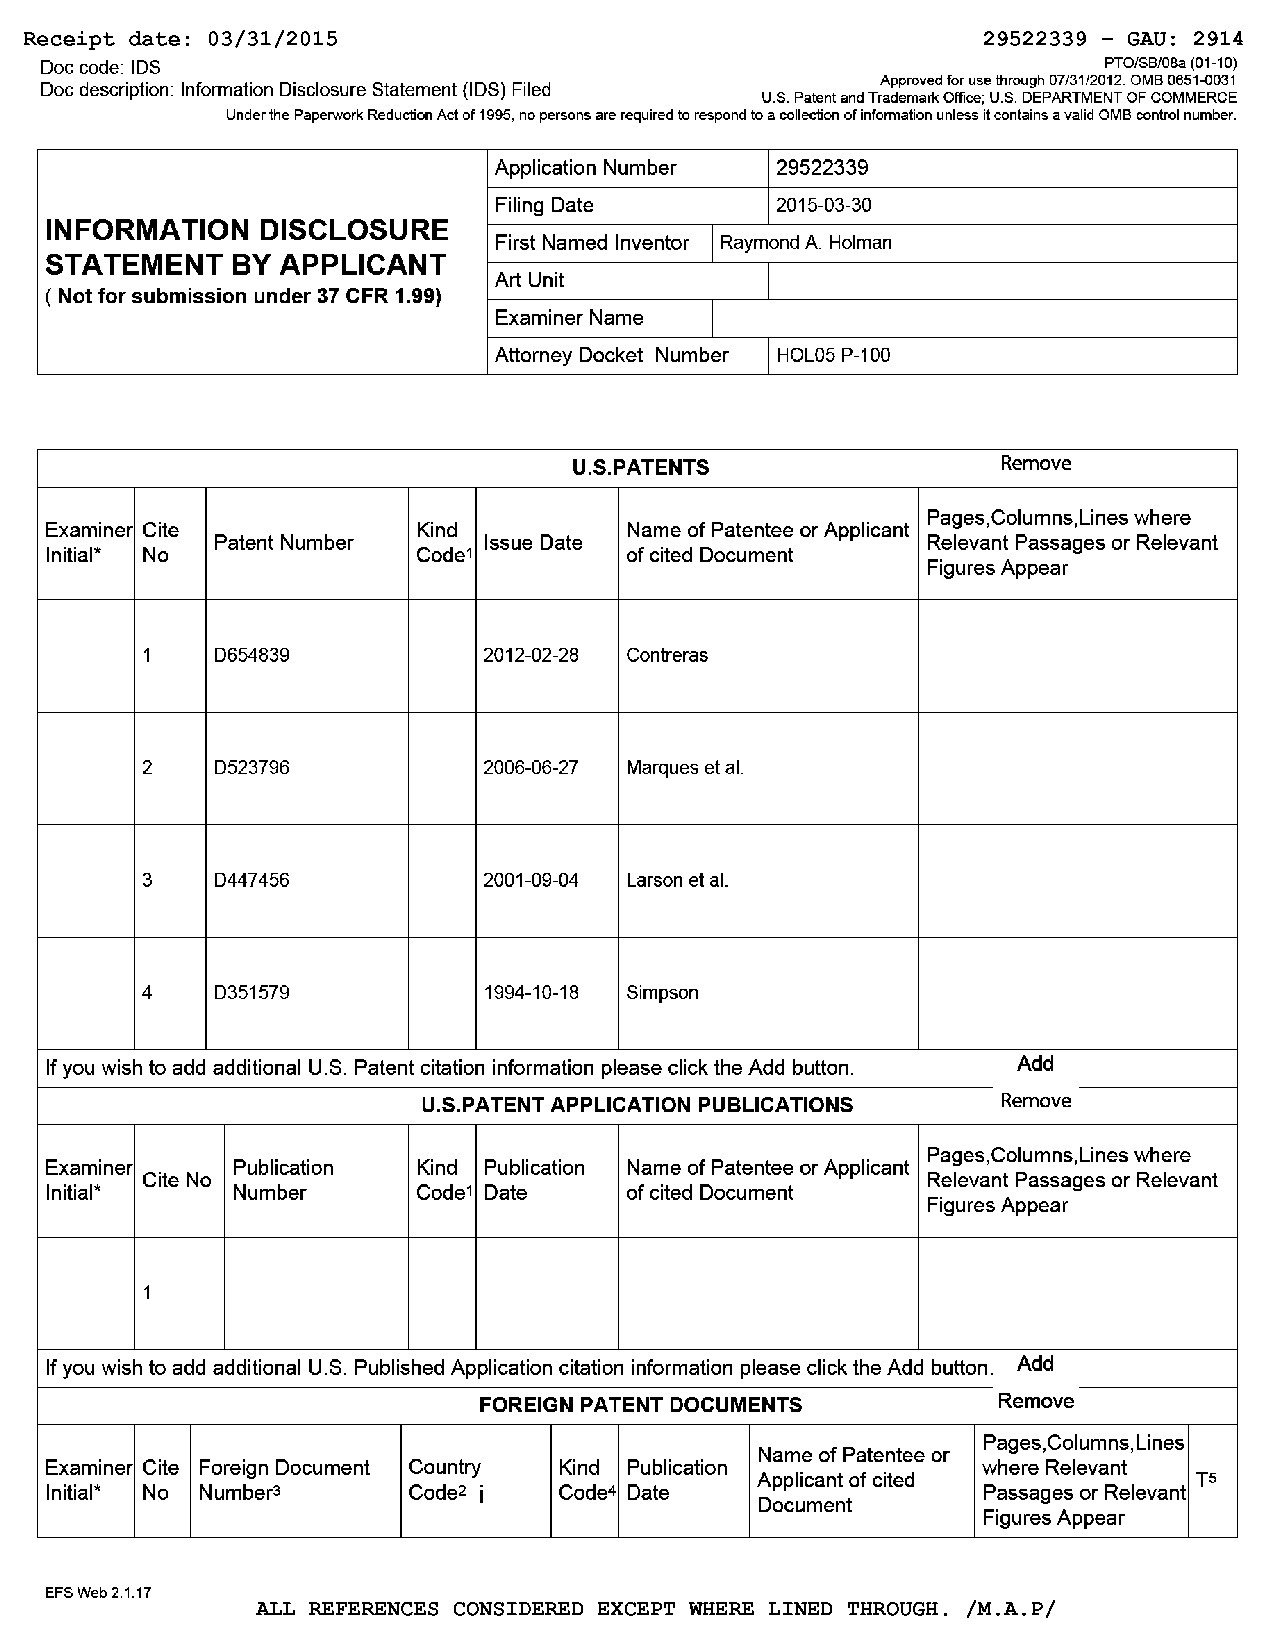 Receipt date: 03/31/2015 29522339 - GAU: 2914
Doc code: IDS PTO/SB/08a (01-10)
Doc description: Information Disclosure Statement (IDS) Filed Approved for use through 07/31/2012. OMB 0651-0031
U.S. Patent and Trademark Office; U.S. DEPARTMENT OF COMMERCE
Under the Paperwork Reduction Act of 1995, no persons are required to respond to a collection of information unless it contains a valid OMB control number.
INFORMATION DISCLOSURE
STATEMENT BY APPLICANT
( Not for submission under 37 CFR 1.99)
Application Number 29522339
Filing Date 2015-03-30
First Named Inventor Raymond A. Holman
Art Unit
Examiner Name
Attorney Docket Number HOL05 P-100
U.S.PATENTS Remove
Examiner Initial* Cite No Patent Number Kind Code1 Issue Date Name of Patentee or Applicant of cited Document Pages,Columns,Lines where Relevant Passages or Relevant Figures Appear
1 D654839 2012-02-28 Contreras
2 D523796 2006-06-27 Marques et al.
3 D447456 2001-09-04 Larson et al.
4 D351579 1994-10-18 Simpson
If you wish to add additional U.S. Patent citation information please click the Add button. Add
U.S.PATENT APPLICATION PUBLICATIONS Remove
Examiner Initial* Cite No Publication Number Kind Code1 Publication Date Name of Patentee or Applicant of cited Document Pages,Columns,Lines where Relevant Passages or Relevant Figures Appear
1
If you wish to add additional U.S. Published Application citation information please click the Add button. Add
FOREIGN PATENT DOCUMENTS Remove
Examiner Initial* Cite No Foreign Document Number3 Country Code2 i Kind Code4 Publication Date Name of Patentee or Applicant of cited Document Pages,Columns,Lines where Relevant Passages or Relevant Figures Appear T5
EFS Web 2.1.17
ALL REFERENCES CONSIDERED EXCEPT WHERE LINED THROUGH. /M.A.P/